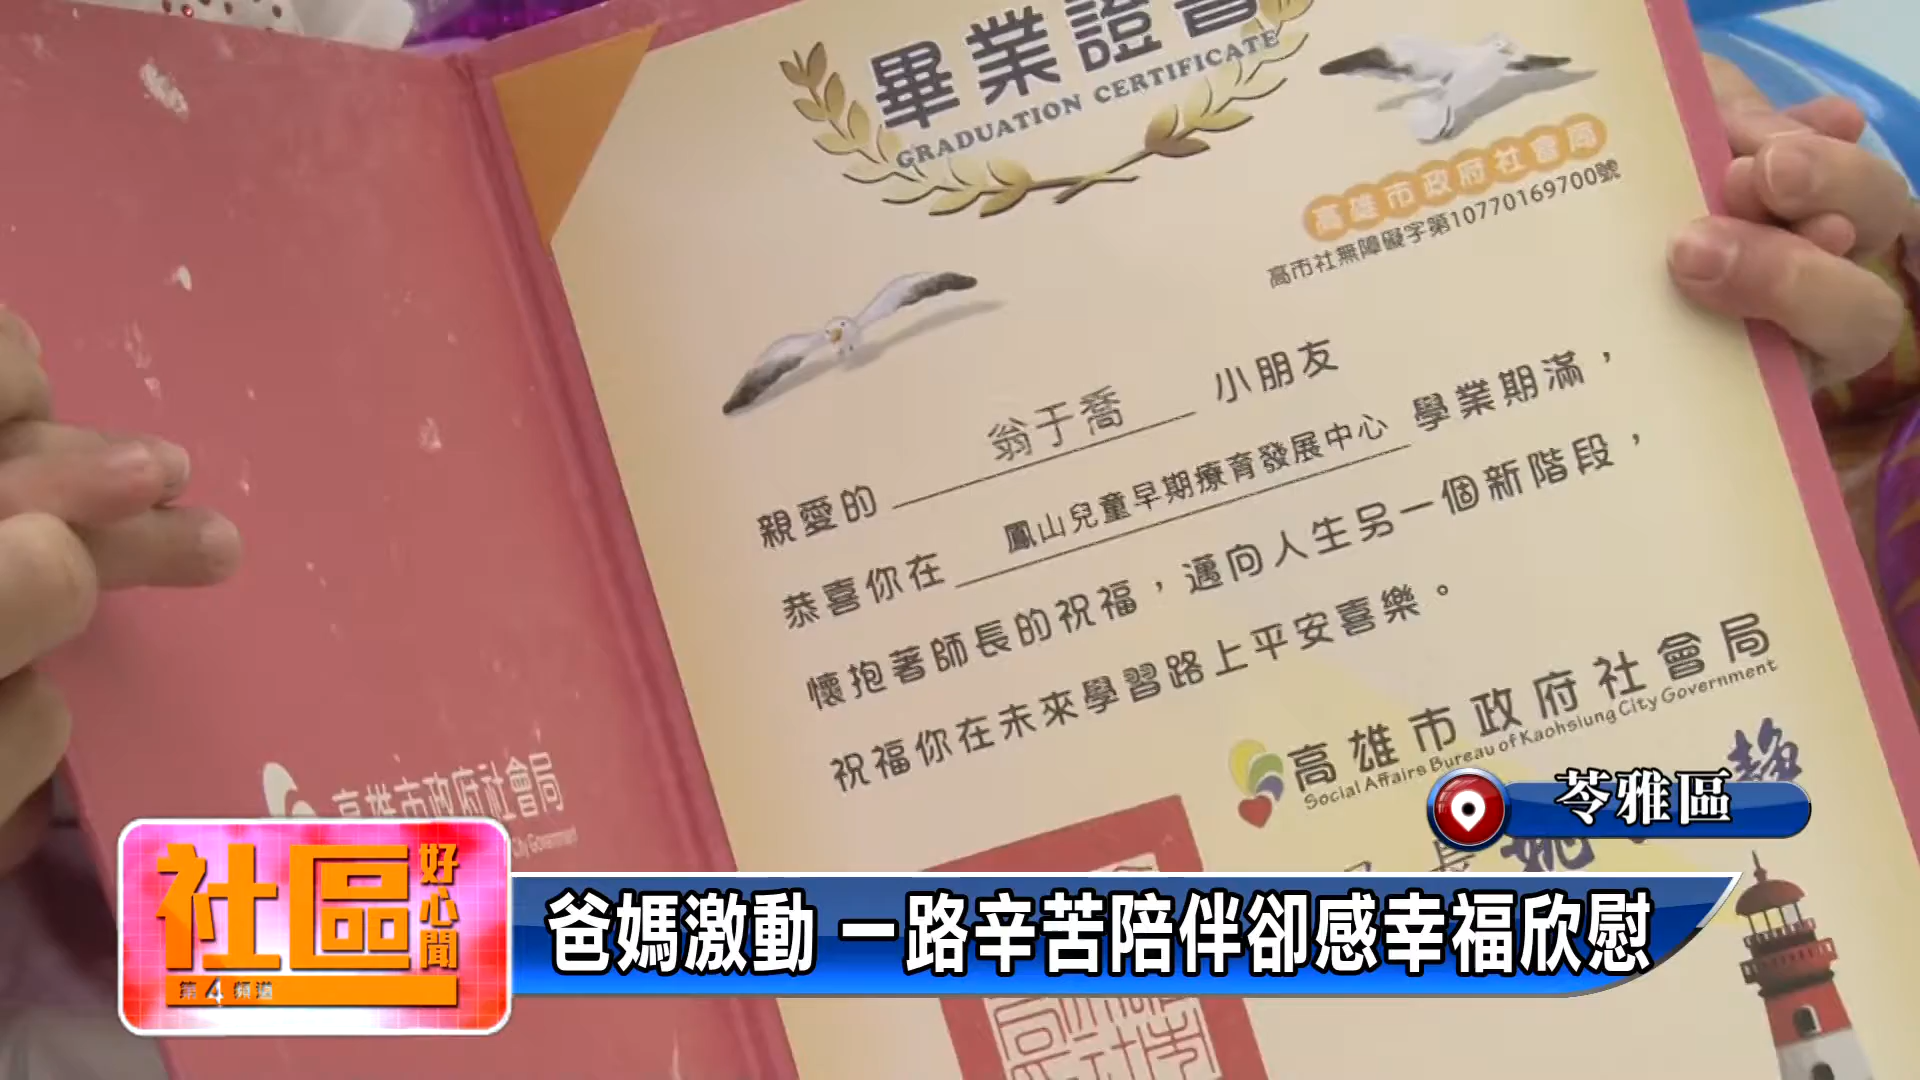 畢業證書
GRADUATION CERTIFICATE
高雄市政府社會局
高市社無障礙字第10770169700號
親愛的 翁于喬 小朋友
恭喜你在 鳳山兒童早期療育發展中心 學業期滿，
懷抱著師長的祝福，邁向人生另一個新階段，
祝福你在未來學習路上平安喜樂。
高雄市政府社會局
Social Affairs Bureau of Kaohsiung City Government
高雄市政府社會局
City Government
苓雅區
長 姚
社區好心聞
第4頻道
爸媽激動 一路辛苦陪伴卻感幸福欣慰